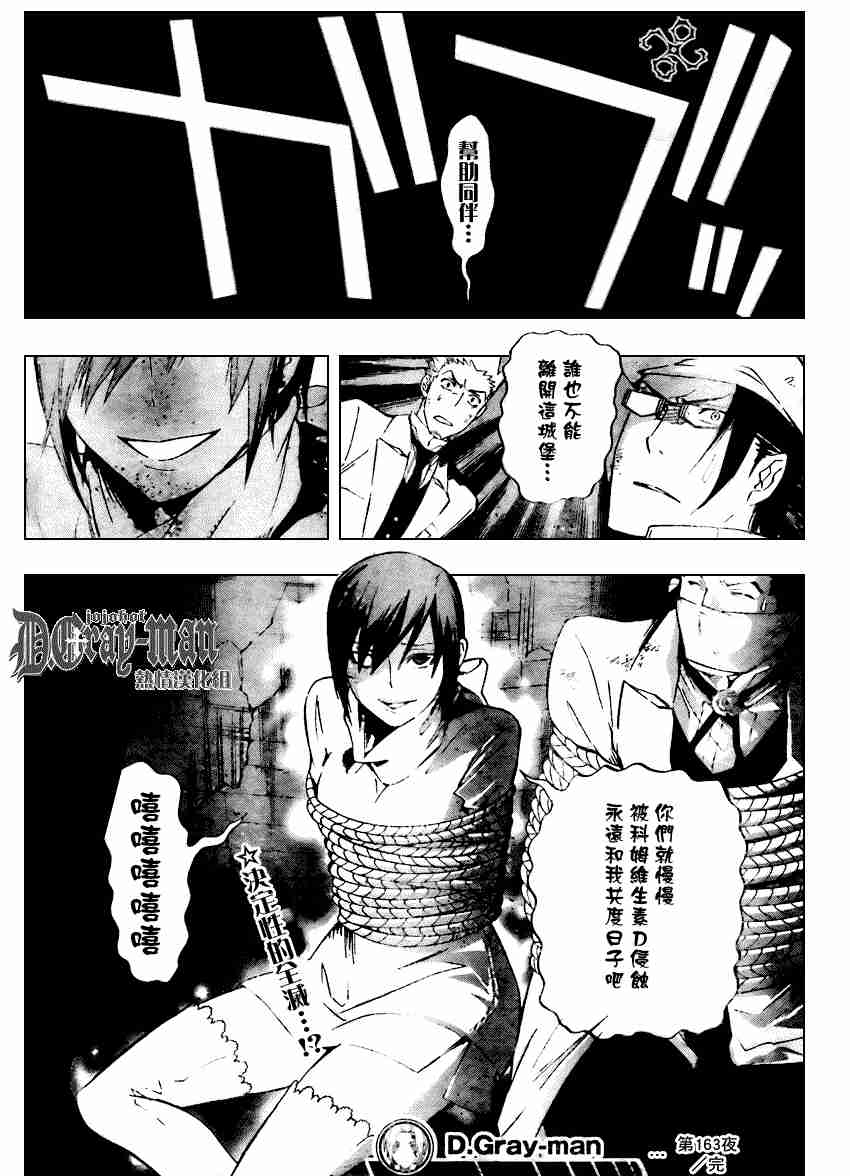 ガブッ!!
幫助同伴…
誰也不能
離開這城堡…
jojohot
D.Gray-man
熱情漢化組
你們就慢慢
被科姆維生素D侵蝕
永遠和我共度日子吧
嘻嘻嘻嘻嘻
☆決定性的全滅…!?
D.Gray-man
…
第163夜
/完